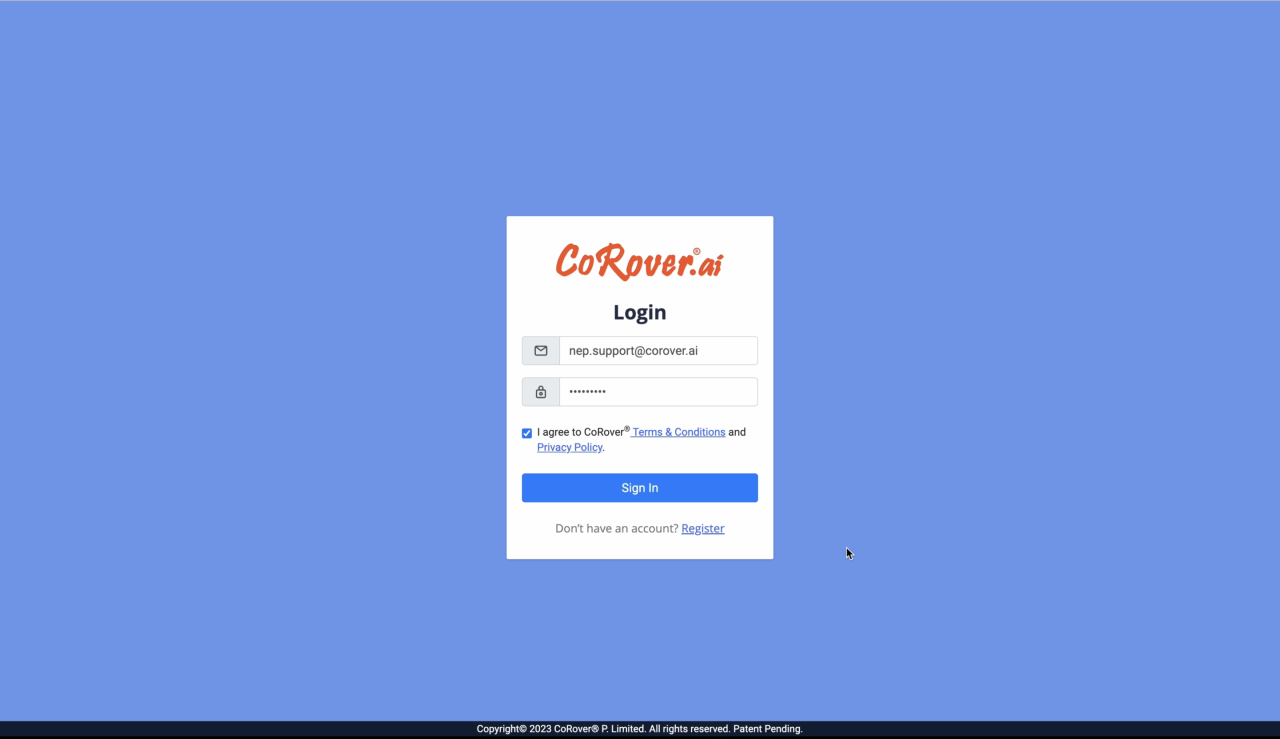 CoRover®.ai
Login
nep.support@corover.ai
•••••••••
I agree to CoRover® Terms & Conditions and
Privacy Policy.
Sign In
Don't have an account? Register
Copyright© 2023 CoRover® P. Limited. All rights reserved. Patent Pending.